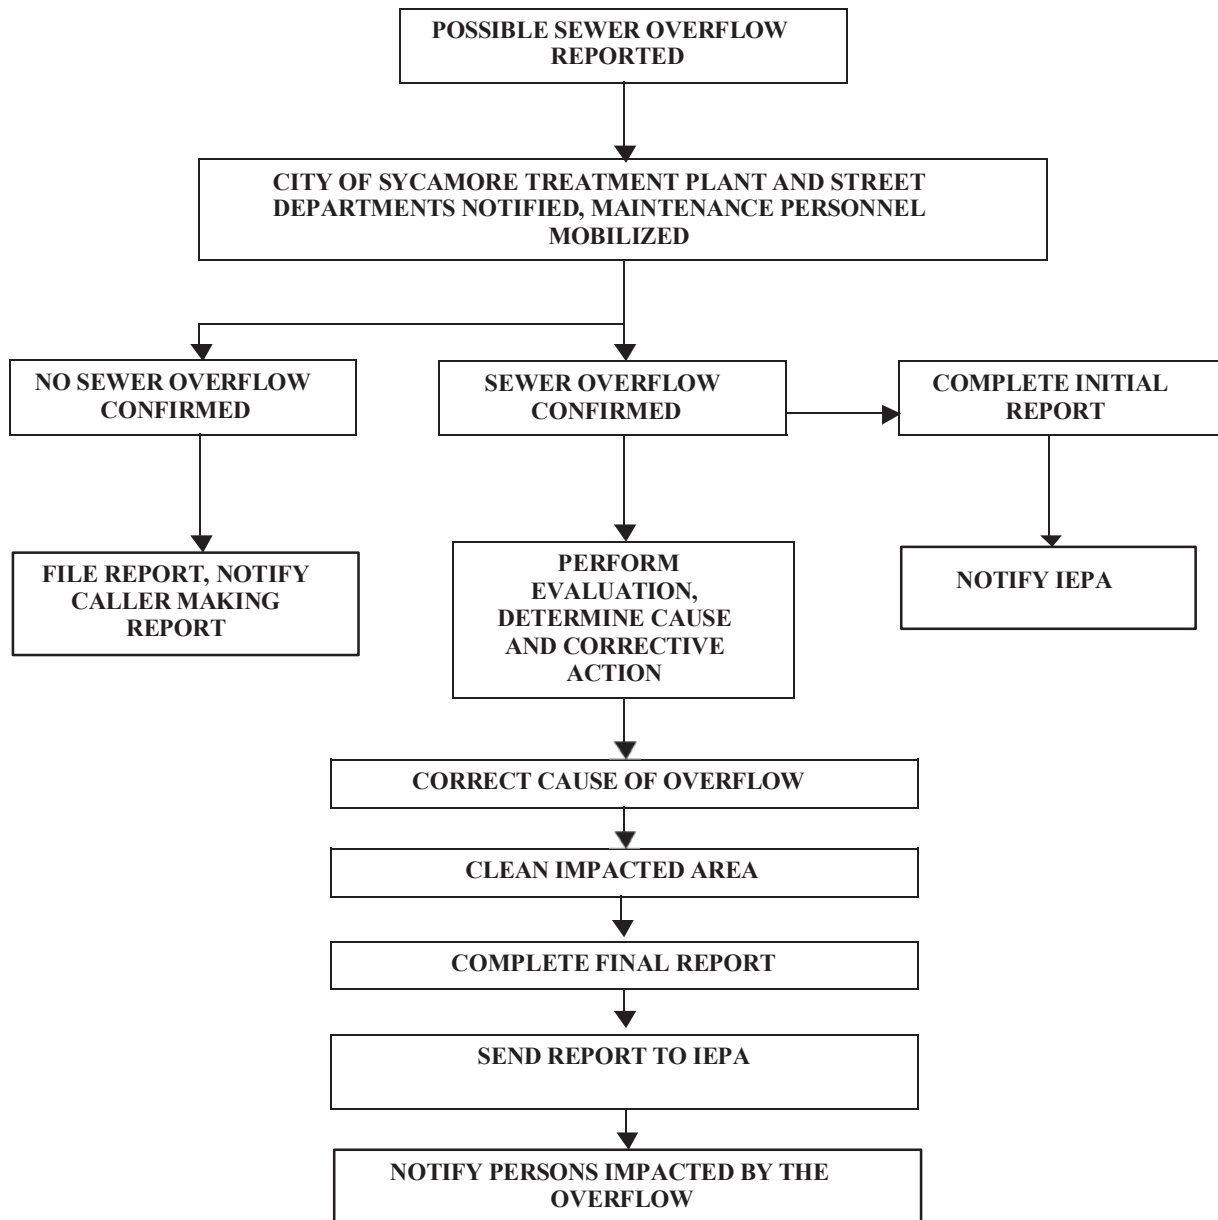 POSSIBLE SEWER OVERFLOW
REPORTED
CITY OF SYCAMORE TREATMENT PLANT AND STREET
DEPARTMENTS NOTIFIED, MAINTENANCE PERSONNEL
MOBILIZED
NO SEWER OVERFLOW
CONFIRMED
SEWER OVERFLOW
CONFIRMED
COMPLETE INITIAL
REPORT
FILE REPORT, NOTIFY
CALLER MAKING
REPORT
PERFORM
EVALUATION,
DETERMINE CAUSE
AND CORRECTIVE
ACTION
NOTIFY IEPA
CORRECT CAUSE OF OVERFLOW
CLEAN IMPACTED AREA
COMPLETE FINAL REPORT
SEND REPORT TO IEPA
NOTIFY PERSONS IMPACTED BY THE
OVERFLOW